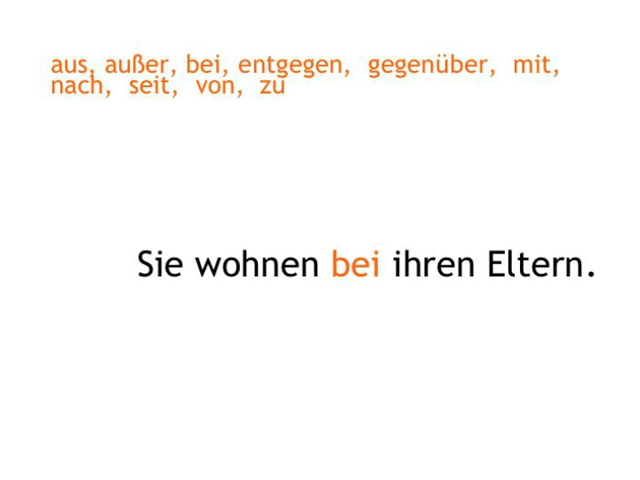 aus, außer, bei, entgegen, gegenüber, mit,
nach, seit, von, zu
Sie wohnen bei ihren Eltern.